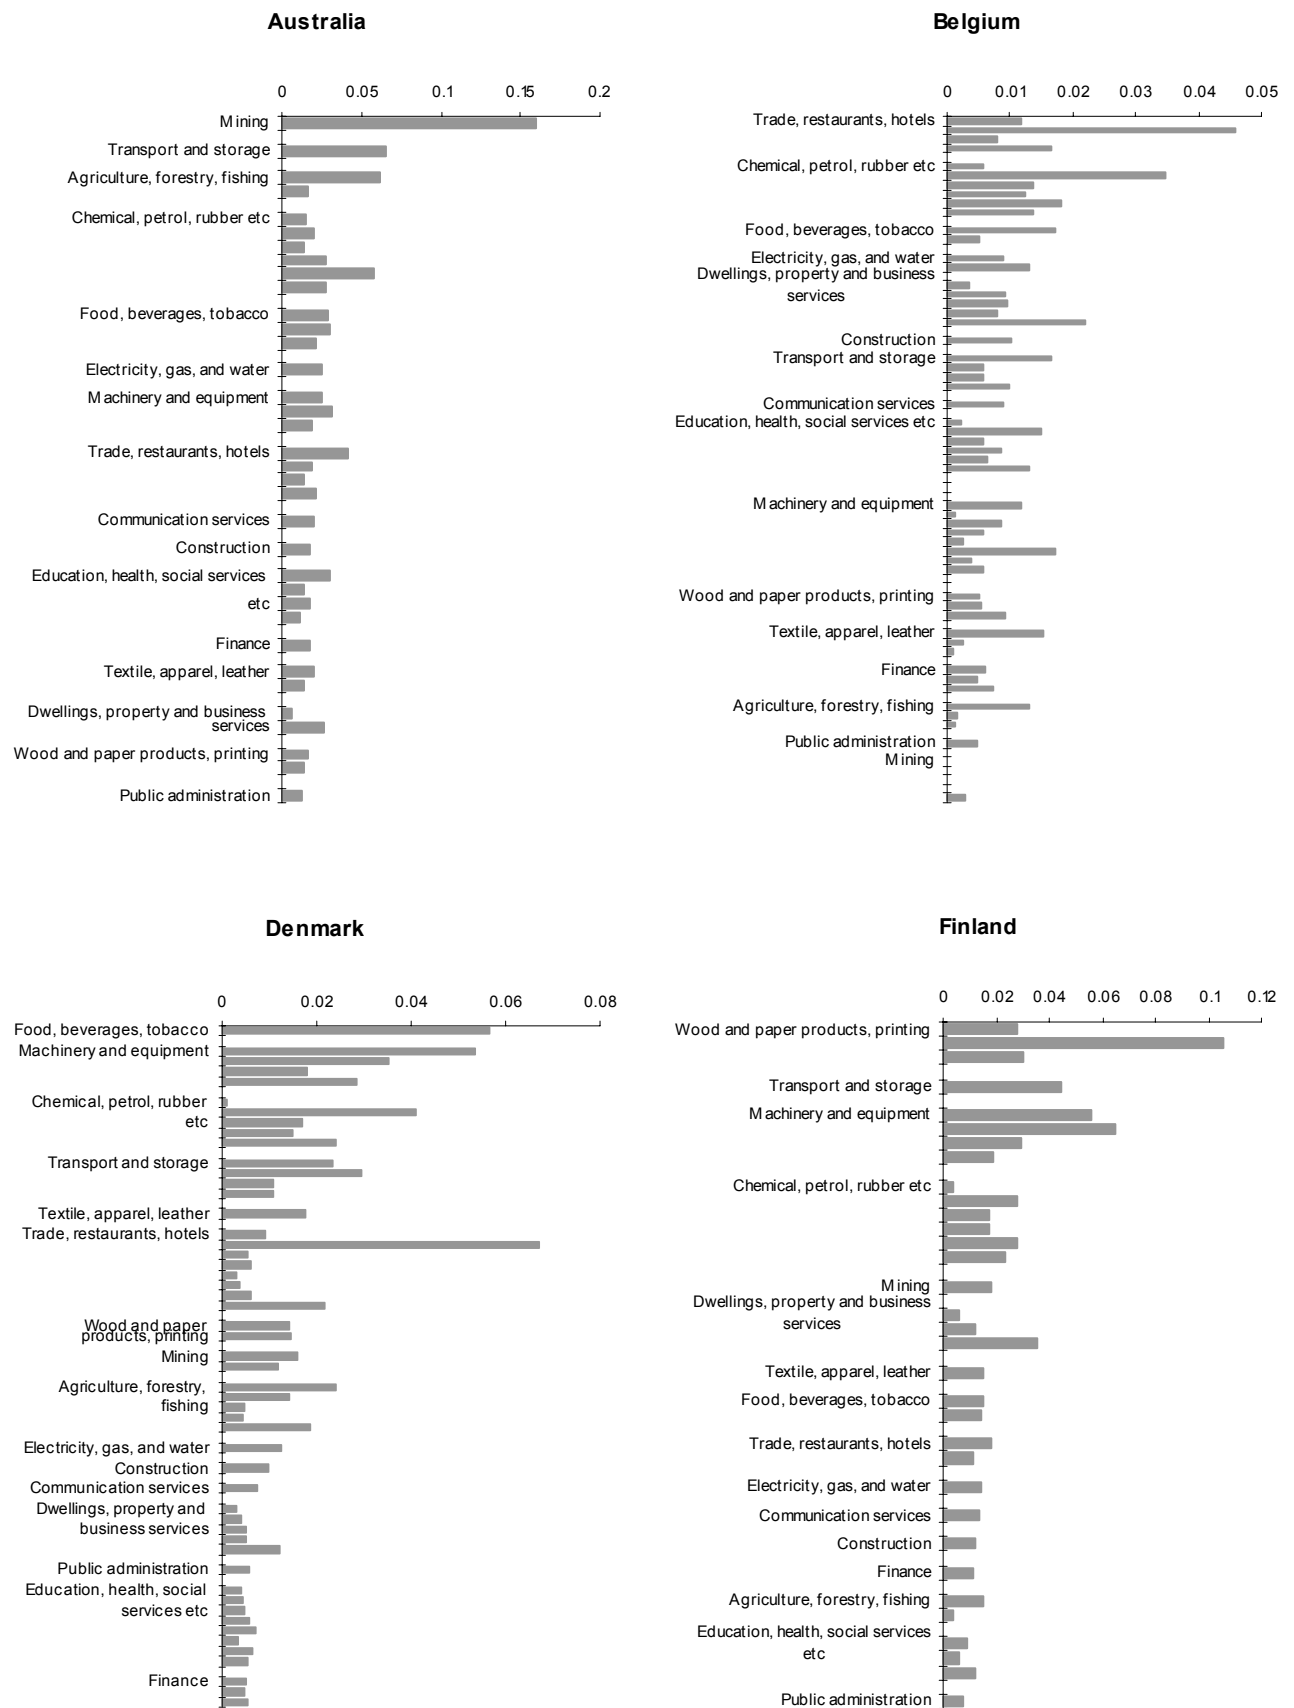 Australia
0 0.05 0.1 0.15 0.2
Mining
Transport and storage
Agriculture, forestry, fishing
Chemical, petrol, rubber etc
Food, beverages, tobacco
Electricity, gas, and water
Machinery and equipment
Trade, restaurants, hotels
Communication services
Construction
Education, health, social services
etc
Finance
Textile, apparel, leather
Dwellings, property and business
services
Wood and paper products, printing
Public administration
Belgium
0 0.01 0.02 0.03 0.04 0.05
Trade, restaurants, hotels
Chemical, petrol, rubber etc
Food, beverages, tobacco
Electricity, gas, and water
Dwellings, property and business
services
Construction
Transport and storage
Communication services
Education, health, social services etc
Machinery and equipment
Wood and paper products, printing
Textile, apparel, leather
Finance
Agriculture, forestry, fishing
Public administration
Mining
Denmark
0 0.02 0.04 0.06 0.08
Food, beverages, tobacco
Machinery and equipment
Chemical, petrol, rubber
etc
Transport and storage
Textile, apparel, leather
Trade, restaurants, hotels
Wood and paper
products, printing
Mining
Agriculture, forestry,
fishing
Electricity, gas, and water
Construction
Communication services
Dwellings, property and
business services
Public administration
Education, health, social
services etc
Finance
Finland
0 0.02 0.04 0.06 0.08 0.1 0.12
Wood and paper products, printing
Transport and storage
Machinery and equipment
Chemical, petrol, rubber etc
Mining
Dwellings, property and business
services
Textile, apparel, leather
Food, beverages, tobacco
Trade, restaurants, hotels
Electricity, gas, and water
Communication services
Construction
Finance
Agriculture, forestry, fishing
Education, health, social services
etc
Public administration